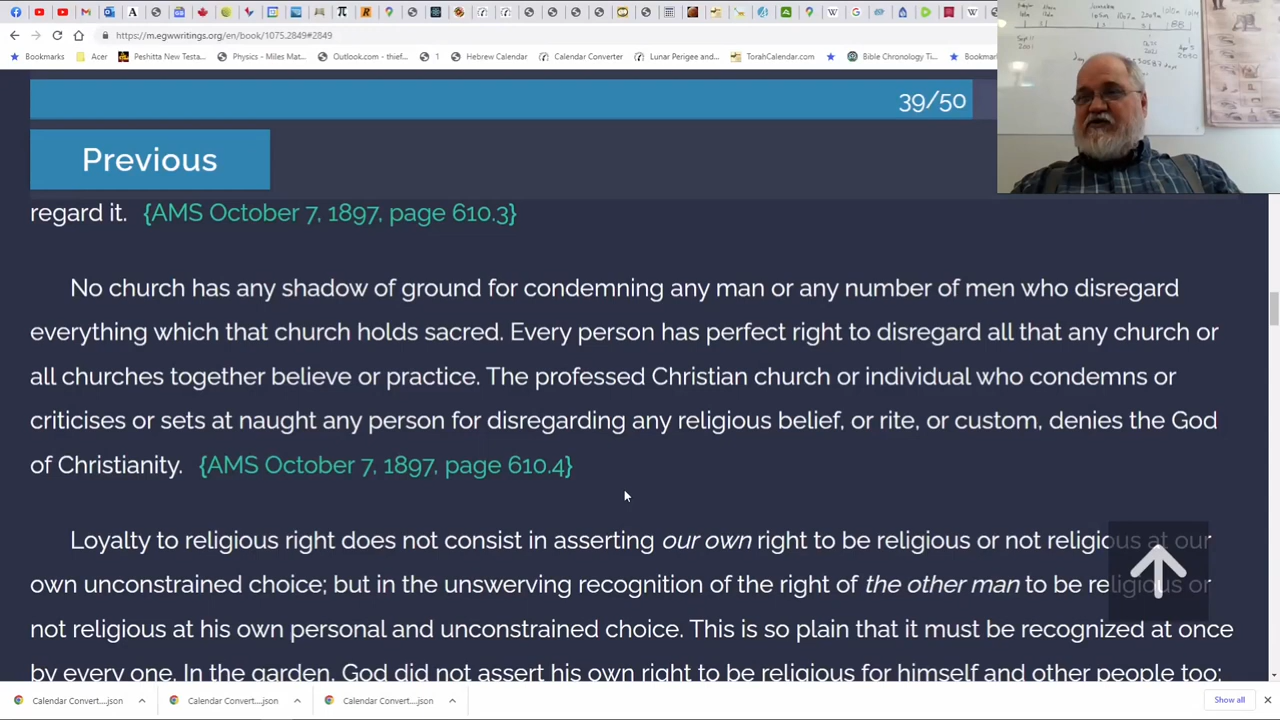 https://m.egwritings.org/en/book/1075.2849#2849
Bookmarks Acer Peshitta New Testa... Physics – Miles Mat... Outlook.com - thief... 1 Hebrew Calendar Calendar Converter Lunar Perigee and... TorahCalendar.com Bible Chronology Ti... Bookma
39/50
Previous
regard it. {AMS October 7, 1897, page 610.3}
No church has any shadow of ground for condemning any man or any number of men who disregard
everything which that church holds sacred. Every person has perfect right to disregard all that any church or
all churches together believe or practice. The professed Christian church or individual who condemns or
criticises or sets at naught any person for disregarding any religious belief, or rite, or custom, denies the God
of Christianity. {AMS October 7, 1897, page 610.4}
Loyalty to religious right does not consist in asserting our own right to be religious or not religious at our
own unconstrained choice; but in the unswerving recognition of the right of the other man to be religious or
not religious at his own personal and unconstrained choice. This is so plain that it must be recognized at once
by every one. In the garden, God did not assert his own right to be religious for himself and other people too;
Calendar Convert....json Calendar Convert....json Calendar Convert....json Show all